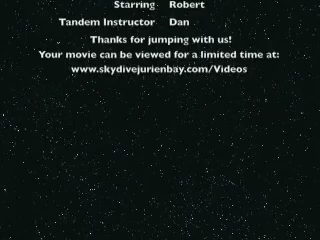 Starring Robert
Tandem Instructor Dan
Thanks for jumping with us!
Your movie can be viewed for a limited time at:
www.skydivejurienbay.com/Videos